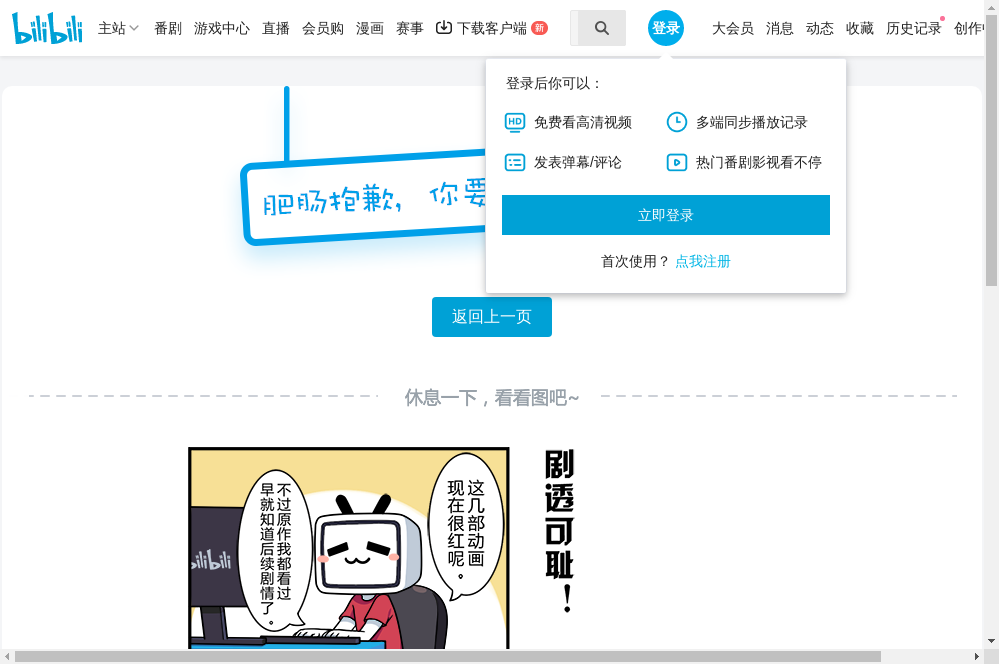 bilibili
主站 番剧 游戏中心 直播 会员购 漫画 赛事 下载客户端 新 登录 大会员 消息 动态 收藏 历史记录 创作
登录后你可以：
HD 免费看高清视频 多端同步播放记录
发表弹幕/评论 热门番剧影视看不停
立即登录
首次使用？ 点我注册
肥肠抱歉，你要
返回上一页
休息一下，看看图吧~
剧透可耻！
这几部动画
现在很红呢。
不过原作我都看过
早就知道后续剧情了。
bilibili